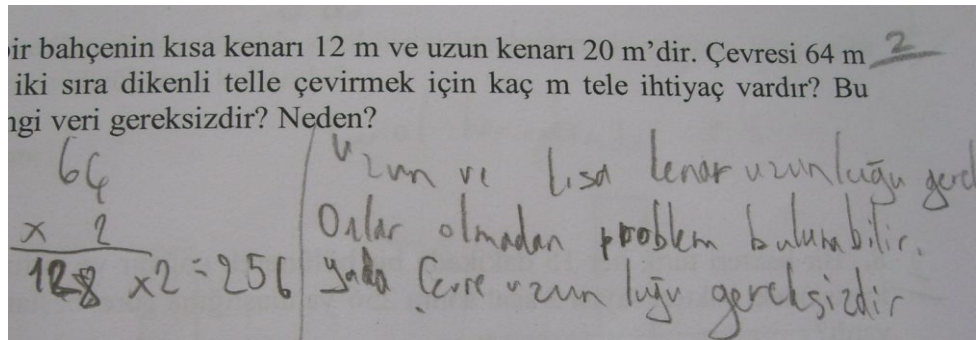 ir bahçenin kısa kenarı 12 m ve uzun kenarı 20 m'dir. Çevresi 64 m 2
iki sıra dikenli telle çevirmek için kaç m tele ihtiyaç vardır? Bu
ngi veri gereksizdir? Neden?
64
x 2
128 x2 = 256
Uzun ve kısa kenar uzunluğu gerek
Onlar olmadan problem bulunabilir.
yada Çevre uzunluğu gereksizdir